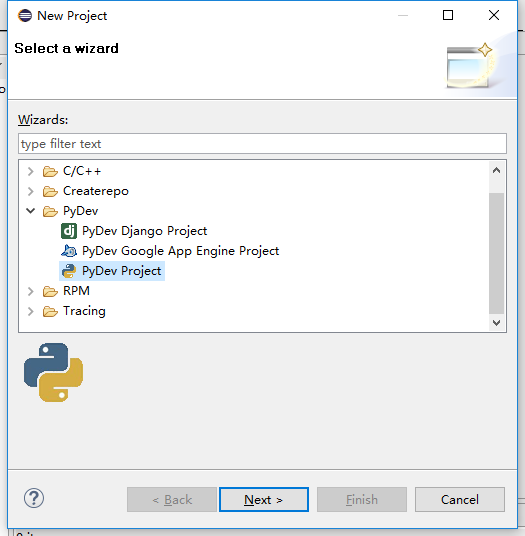 New Project
Select a wizard
Wizards:
type filter text
C/C++
Createrepo
PyDev
dj PyDev Django Project
PyDev Google App Engine Project
PyDev Project
RPM
Tracing
? < Back Next > Finish Cancel